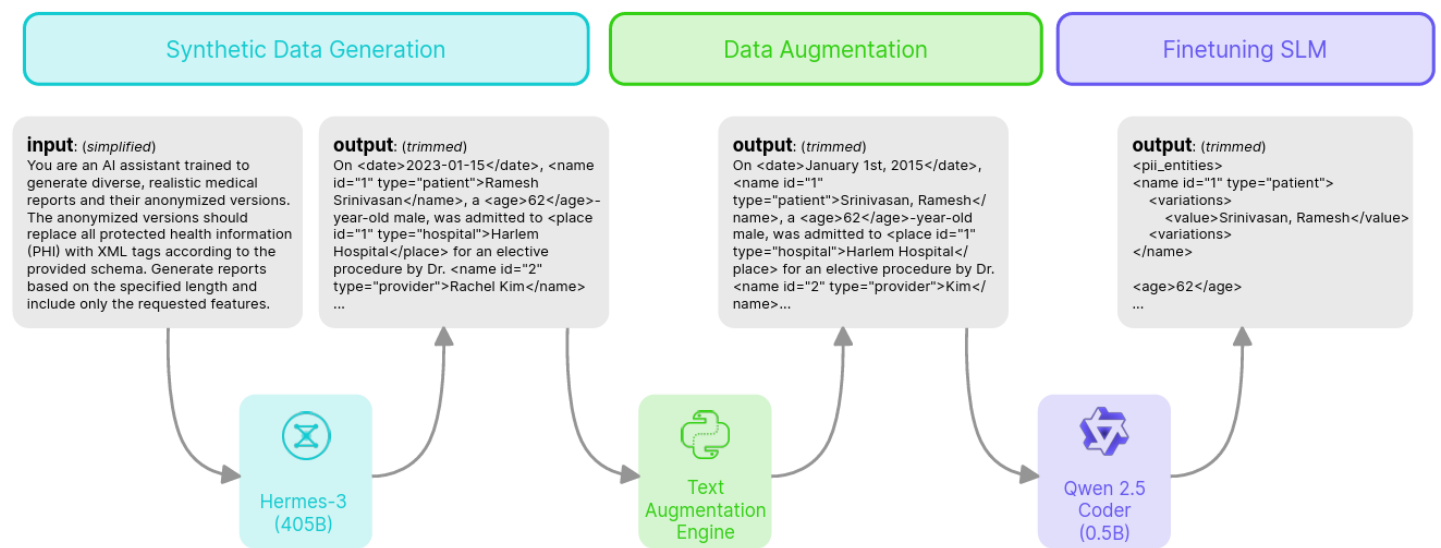 Synthetic Data Generation
Data Augmentation
Finetuning SLM
input: (simplified)
You are an AI assistant trained to
generate diverse, realistic medical
reports and their anonymized versions.
The anonymized versions should
replace all protected health information
(PHI) with XML tags according to the
provided schema. Generate reports
based on the specified length and
include only the requested features.
output: (trimmed)
On <date>2023-01-15</date>, <name
id="1" type="patient">Ramesh
Srinivasan</name>, a <age>62</age>-
year-old male, was admitted to <place
id="1" type="hospital">Harlem
Hospital</place> for an elective
procedure by Dr. <name id="2"
type="provider">Rachel Kim</name>
...
output: (trimmed)
On <date>January 1st, 2015</date>,
<name id="1"
type="patient">Srinivasan, Ramesh</
name>, a <age>62</age>-year-old
male, was admitted to <place id="1"
type="hospital">Harlem Hospital</
place> for an elective procedure by Dr.
<name id="2" type="provider">Kim</
name>...
output: (trimmed)
<pii_entities>
<name id="1" type="patient">
<variations>
<value>Srinivasan, Ramesh</value>
<variations>
</name>
<age>62</age>
...
Hermes-3
(405B)
Text
Augmentation
Engine
Qwen 2.5
Coder
(0.5B)